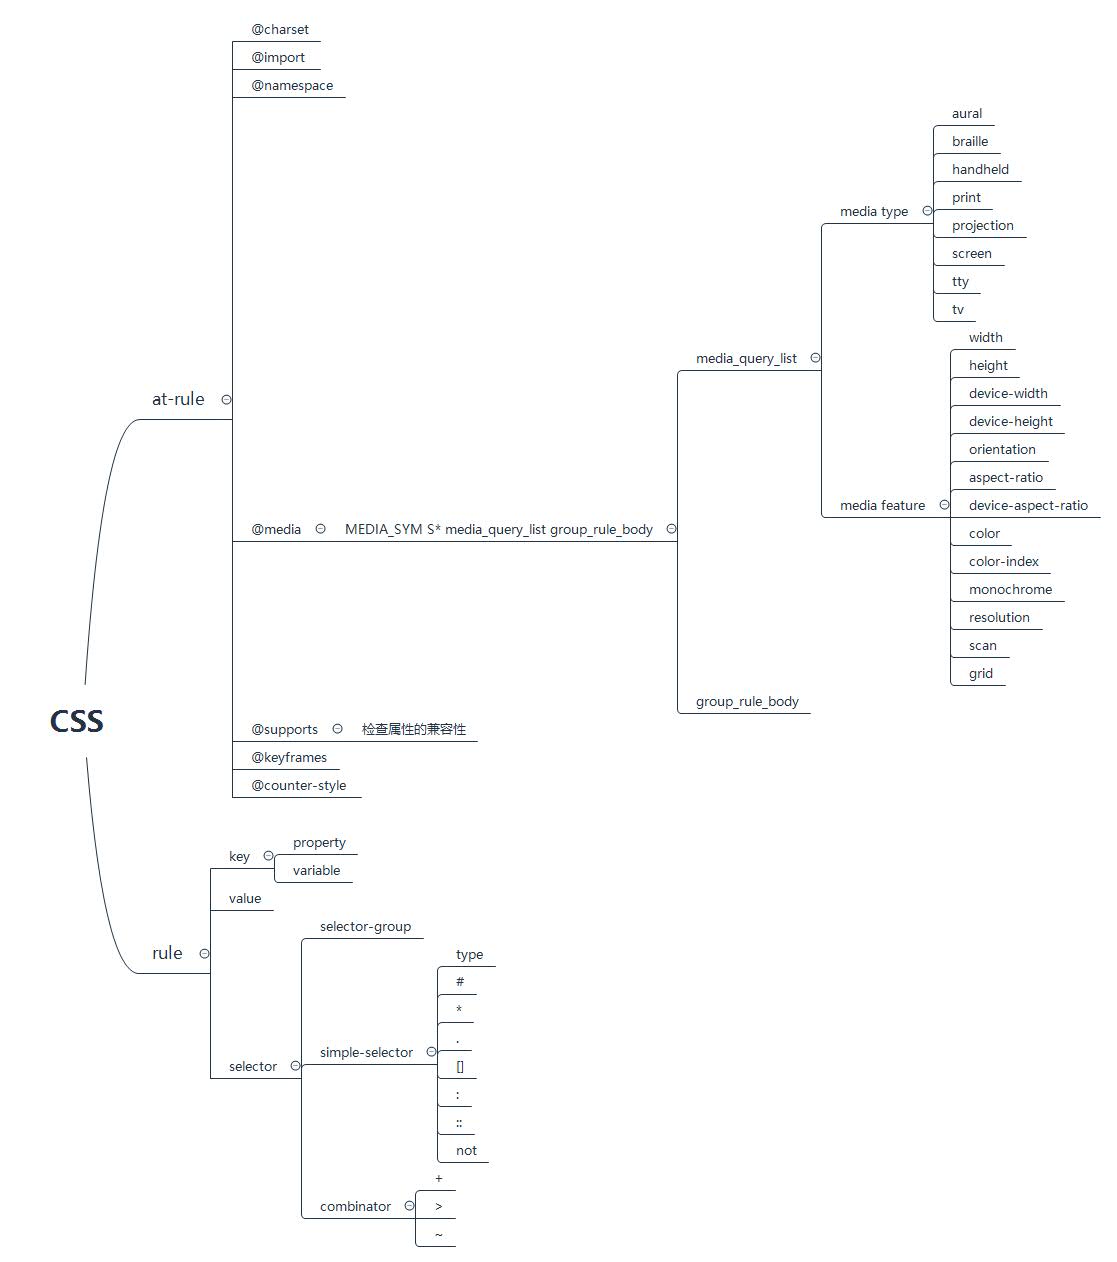 CSS
at-rule
@charset
@import
@namespace
@media
MEDIA_SYM S* media_query_list group_rule_body
media_query_list
media type
aural
braille
handheld
print
projection
screen
tty
tv
media feature
width
height
device-width
device-height
orientation
aspect-ratio
device-aspect-ratio
color
color-index
monochrome
resolution
scan
grid
group_rule_body
@supports
检查属性的兼容性
@keyframes
@counter-style
rule
key
property
variable
value
selector
selector-group
simple-selector
type
#
*
.
[]
:
::
not
combinator
+
>
~